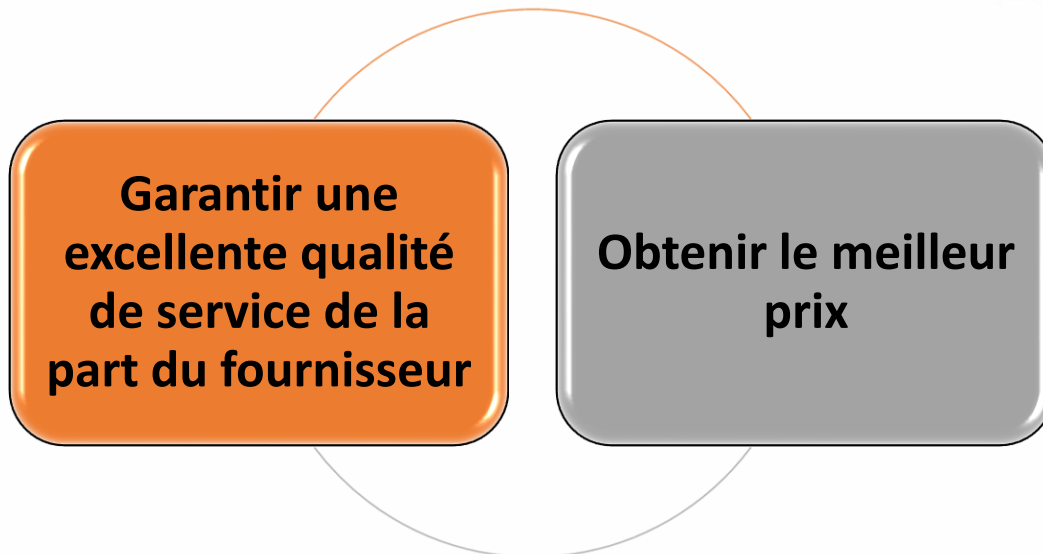 Garantir une
excellente qualité
de service de la
part du fournisseur
Obtenir le meilleur
prix